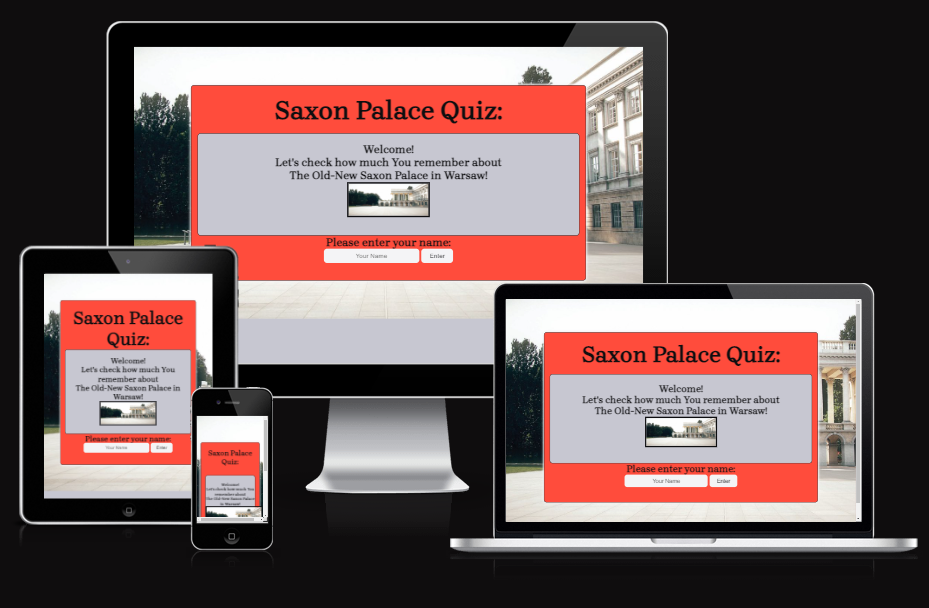 Saxon Palace Quiz:
Welcome!
Let's check how much You remember about
The Old-New Saxon Palace in Warsaw!
Please enter your name:
Your Name Enter
Saxon Palace
Quiz:
Welcome!
Let's check how much You
remember about
The Old-New Saxon Palace in
Warsaw!
Please enter your name:
Your Name Enter
Saxon Palace
Quiz:
Welcome!
Let's check how much You
remember about
The Old-New Saxon Palace
in Warsaw!
Saxon Palace Quiz:
Welcome!
Let's check how much You remember about
The Old-New Saxon Palace in Warsaw!
Please enter your name:
Your Name Enter